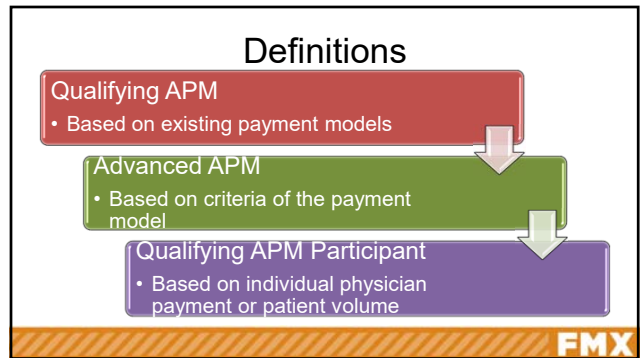 Definitions
Qualifying APM
• Based on existing payment models
Advanced APM
• Based on criteria of the payment
model
Qualifying APM Participant
• Based on individual physician
payment or patient volume
FMX